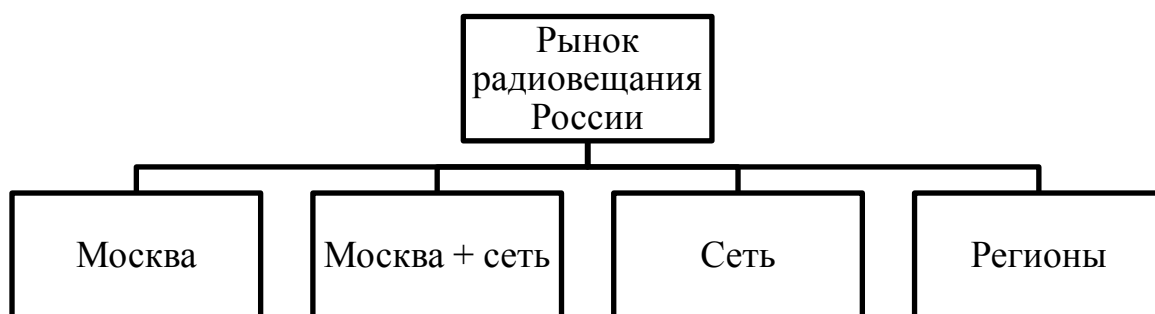 Рынок
радиовещания
России
Москва
Москва + сеть
Сеть
Регионы